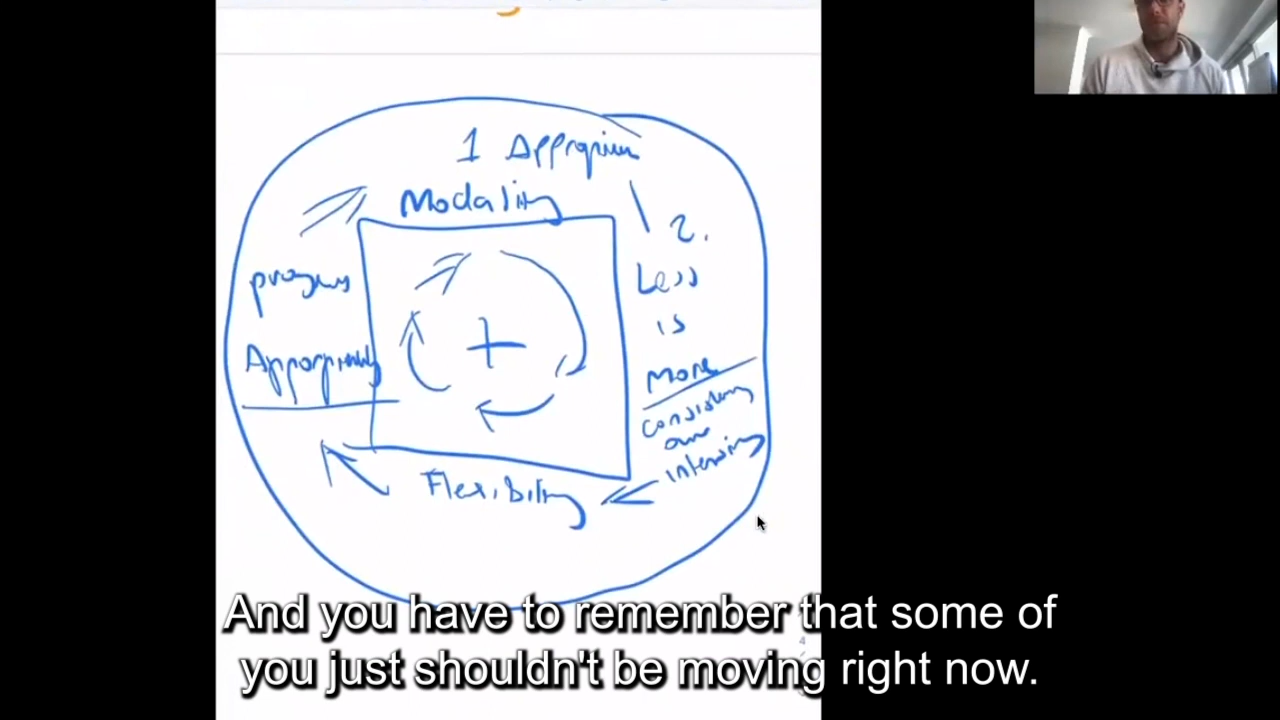 1 Appropriate
Modality
2.
Less
is
More
Consistency
over
intensity
Flexibility
progress
Appropriately
And you have to remember that some of
you just shouldn't be moving right now.